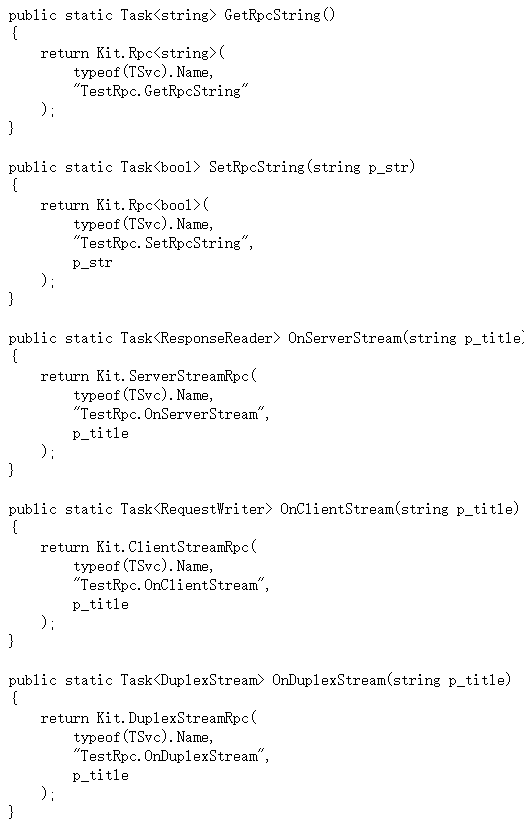 public static Task<string> GetRpcString()
{
    return Kit.Rpc<string>(
        typeof(TSvc).Name,
        "TestRpc.GetRpcString"
    );
}

public static Task<bool> SetRpcString(string p_str)
{
    return Kit.Rpc<bool>(
        typeof(TSvc).Name,
        "TestRpc.SetRpcString",
        p_str
    );
}

public static Task<ResponseReader> OnServerStream(string p_title)
{
    return Kit.ServerStreamRpc(
        typeof(TSvc).Name,
        "TestRpc.OnServerStream",
        p_title
    );
}

public static Task<RequestWriter> OnClientStream(string p_title)
{
    return Kit.ClientStreamRpc(
        typeof(TSvc).Name,
        "TestRpc.OnClientStream",
        p_title
    );
}

public static Task<DuplexStream> OnDuplexStream(string p_title)
{
    return Kit.DuplexStreamRpc(
        typeof(TSvc).Name,
        "TestRpc.OnDuplexStream",
        p_title
    );
}